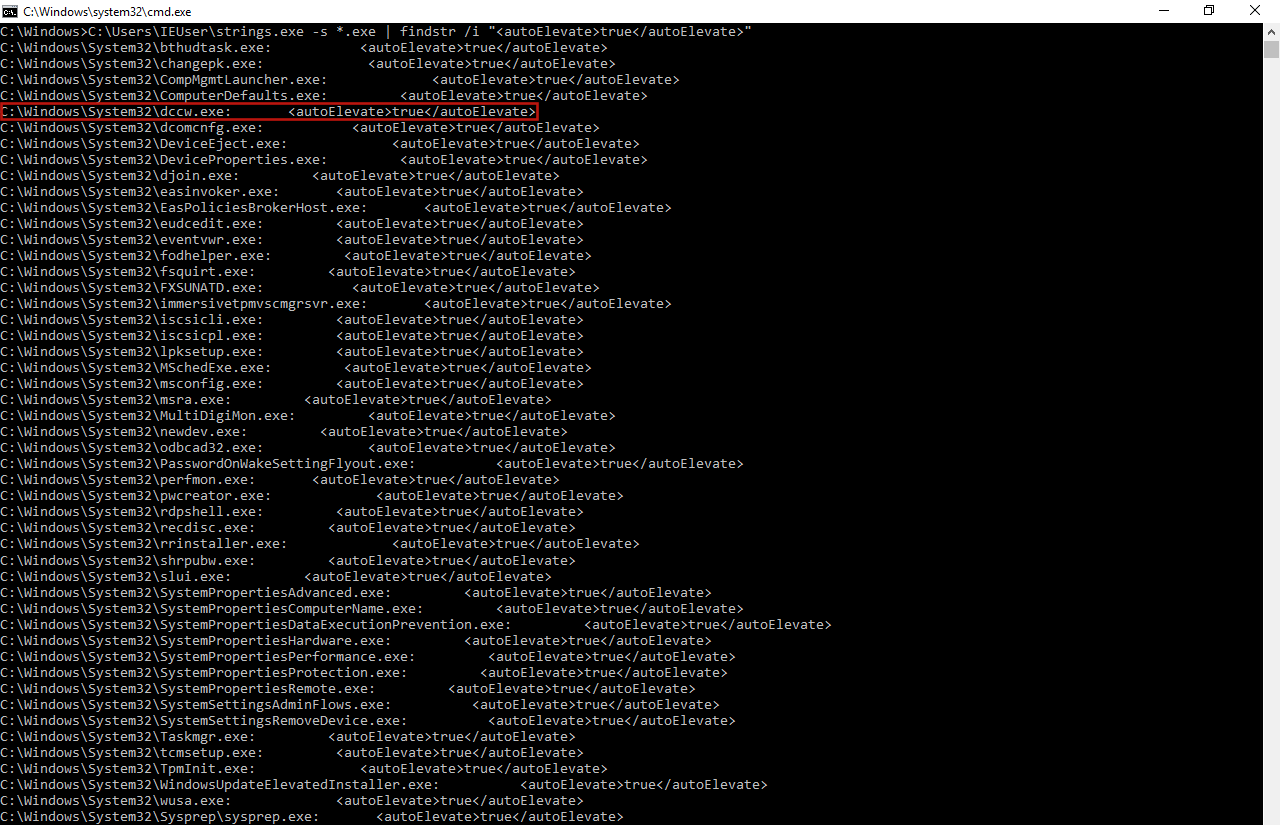 C:\Windows\system32\cmd.exe
C:\Windows>C:\Users\IEUser\strings.exe -s *.exe | findstr /i "<autoElevate>true</autoElevate>"
C:\Windows\System32\bthudtask.exe:           <autoElevate>true</autoElevate>
C:\Windows\System32\changepk.exe:             <autoElevate>true</autoElevate>
C:\Windows\System32\CompMgmtLauncher.exe:             <autoElevate>true</autoElevate>
C:\Windows\System32\ComputerDefaults.exe:         <autoElevate>true</autoElevate>
C:\Windows\System32\dccw.exe:       <autoElevate>true</autoElevate>
C:\Windows\System32\dcomcnfg.exe:           <autoElevate>true</autoElevate>
C:\Windows\System32\DeviceEject.exe:             <autoElevate>true</autoElevate>
C:\Windows\System32\DeviceProperties.exe:         <autoElevate>true</autoElevate>
C:\Windows\System32\djoin.exe:         <autoElevate>true</autoElevate>
C:\Windows\System32\easinvoker.exe:       <autoElevate>true</autoElevate>
C:\Windows\System32\EasPoliciesBrokerHost.exe:       <autoElevate>true</autoElevate>
C:\Windows\System32\eudcedit.exe:         <autoElevate>true</autoElevate>
C:\Windows\System32\eventvwr.exe:         <autoElevate>true</autoElevate>
C:\Windows\System32\fodhelper.exe:         <autoElevate>true</autoElevate>
C:\Windows\System32\fsquirt.exe:         <autoElevate>true</autoElevate>
C:\Windows\System32\FXSUNATD.exe:           <autoElevate>true</autoElevate>
C:\Windows\System32\immersivetpmvscmgrsvr.exe:       <autoElevate>true</autoElevate>
C:\Windows\System32\iscsicli.exe:         <autoElevate>true</autoElevate>
C:\Windows\System32\iscsicpl.exe:         <autoElevate>true</autoElevate>
C:\Windows\System32\lpksetup.exe:         <autoElevate>true</autoElevate>
C:\Windows\System32\MSchedExe.exe:         <autoElevate>true</autoElevate>
C:\Windows\System32\msconfig.exe:         <autoElevate>true</autoElevate>
C:\Windows\System32\msra.exe:         <autoElevate>true</autoElevate>
C:\Windows\System32\MultiDigiMon.exe:         <autoElevate>true</autoElevate>
C:\Windows\System32\newdev.exe:         <autoElevate>true</autoElevate>
C:\Windows\System32\odbcad32.exe:             <autoElevate>true</autoElevate>
C:\Windows\System32\PasswordOnWakeSettingFlyout.exe:          <autoElevate>true</autoElevate>
C:\Windows\System32\perfmon.exe:       <autoElevate>true</autoElevate>
C:\Windows\System32\pwcreator.exe:             <autoElevate>true</autoElevate>
C:\Windows\System32\rdpshell.exe:         <autoElevate>true</autoElevate>
C:\Windows\System32\recdisc.exe:         <autoElevate>true</autoElevate>
C:\Windows\System32\rrinstaller.exe:             <autoElevate>true</autoElevate>
C:\Windows\System32\shrpubw.exe:         <autoElevate>true</autoElevate>
C:\Windows\System32\slui.exe:         <autoElevate>true</autoElevate>
C:\Windows\System32\SystemPropertiesAdvanced.exe:         <autoElevate>true</autoElevate>
C:\Windows\System32\SystemPropertiesComputerName.exe:         <autoElevate>true</autoElevate>
C:\Windows\System32\SystemPropertiesDataExecutionPrevention.exe:         <autoElevate>true</autoElevate>
C:\Windows\System32\SystemPropertiesHardware.exe:         <autoElevate>true</autoElevate>
C:\Windows\System32\SystemPropertiesPerformance.exe:         <autoElevate>true</autoElevate>
C:\Windows\System32\SystemPropertiesProtection.exe:         <autoElevate>true</autoElevate>
C:\Windows\System32\SystemPropertiesRemote.exe:         <autoElevate>true</autoElevate>
C:\Windows\System32\SystemSettingsAdminFlows.exe:          <autoElevate>true</autoElevate>
C:\Windows\System32\SystemSettingsRemoveDevice.exe:          <autoElevate>true</autoElevate>
C:\Windows\System32\Taskmgr.exe:         <autoElevate>true</autoElevate>
C:\Windows\System32\tcmsetup.exe:         <autoElevate>true</autoElevate>
C:\Windows\System32\TpmInit.exe:             <autoElevate>true</autoElevate>
C:\Windows\System32\WindowsUpdateElevatedInstaller.exe:          <autoElevate>true</autoElevate>
C:\Windows\System32\wusa.exe:             <autoElevate>true</autoElevate>
C:\Windows\System32\Sysprep\sysprep.exe:       <autoElevate>true</autoElevate>